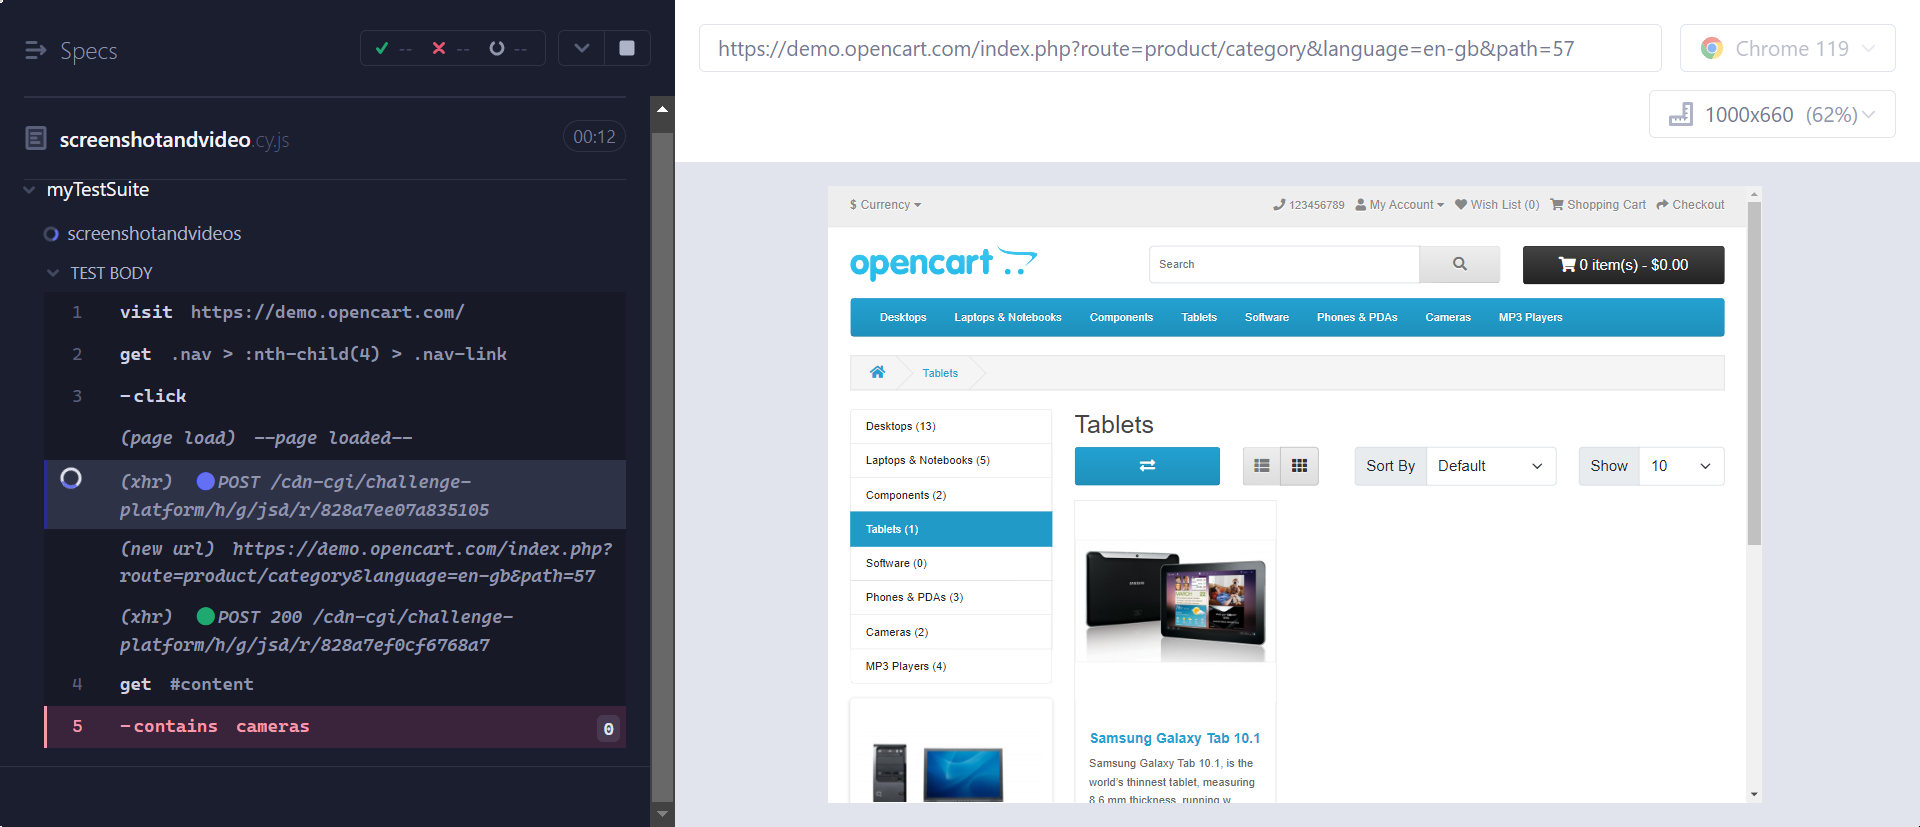 Specs
-- -- --
screenshotandvideo.cy.js 00:12
myTestSuite
screenshotandvideos
TEST BODY
1 visit https://demo.opencart.com/
2 get .nav > :nth-child(4) > .nav-link
3 -click
(page load) --page loaded--
(xhr) POST /cdn-cgi/challenge-
platform/h/g/jsd/r/828a7ee07a835105
(new url) https://demo.opencart.com/index.php?
route=product/category&language=en-gb&path=57
(xhr) POST 200 /cdn-cgi/challenge-
platform/h/g/jsd/r/828a7ef0cf6768a7
4 get #content
5 -contains cameras 0
https://demo.opencart.com/index.php?route=product/category&language=en-gb&path=57
Chrome 119
1000x660 (62%)
$ Currency 123456789 My Account Wish List (0) Shopping Cart Checkout
opencart
Search
0 item(s) - $0.00
Desktops Laptops & Notebooks Components Tablets Software Phones & PDAs Cameras MP3 Players
Tablets
Desktops (13)
Laptops & Notebooks (5)
Components (2)
Tablets (1)
Software (0)
Phones & PDAs (3)
Cameras (2)
MP3 Players (4)
Tablets
Sort By Default Show 10
Samsung Galaxy Tab 10.1
Samsung Galaxy Tab 10.1, is the
world's thinnest tablet, measuring
8.6 mm thickness, running w